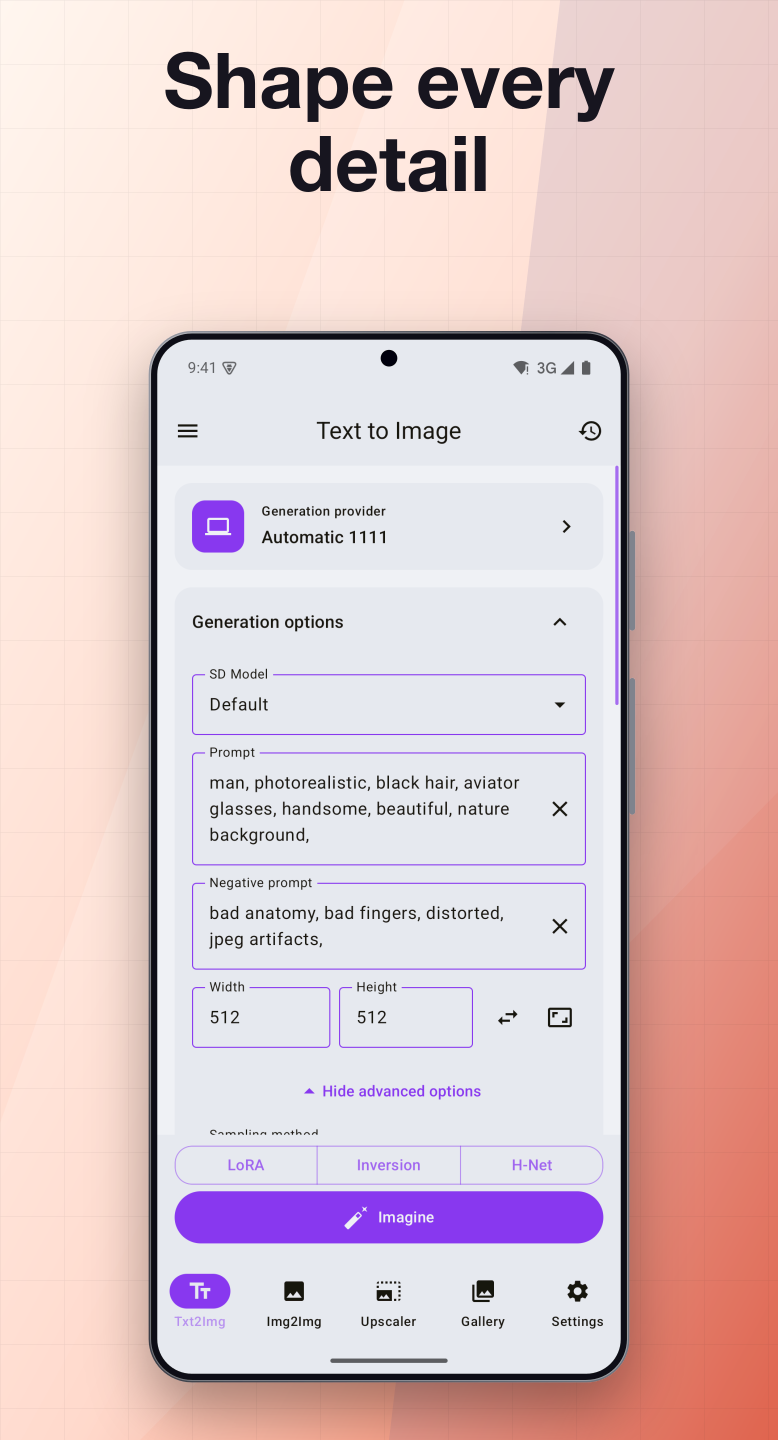 Shape every
detail
9:41
3G
Text to Image
Generation provider
Automatic 1111
Generation options
SD Model
Default
Prompt
man, photorealistic, black hair, aviator
glasses, handsome, beautiful, nature
background,
Negative prompt
bad anatomy, bad fingers, distorted,
jpeg artifacts,
Width
Height
512
512
Hide advanced options
Sampling method
LoRA
Inversion
H-Net
Imagine
Txt2Img
Img2Img
Upscaler
Gallery
Settings